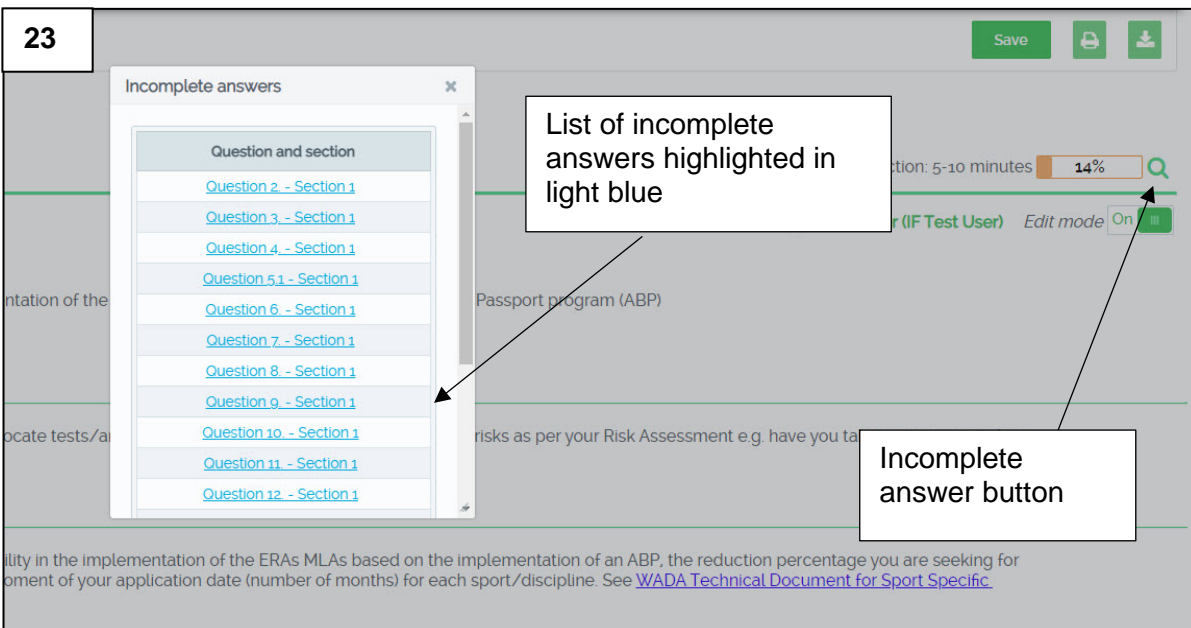 23
Save
Incomplete answers
Question and section
Question 2. - Section 1
Question 3. - Section 1
Question 4. - Section 1
Question 5.1 - Section 1
Question 6. - Section 1
Question 7. - Section 1
Question 8. - Section 1
Question 9. - Section 1
Question 10. - Section 1
Question 11. - Section 1
Question 12. - Section 1
List of incomplete
answers highlighted in
light blue
ction: 5-10 minutes 14%
r (IF Test User) Edit mode On
ntation of the Passport program (ABP)
ocate tests/a risks as per your Risk Assessment e.g. have you ta
Incomplete
answer button
ility in the implementation of the ERAs MLAs based on the implementation of an ABP, the reduction percentage you are seeking for
oment of your application date (number of months) for each sport/discipline. See WADA Technical Document for Sport Specific